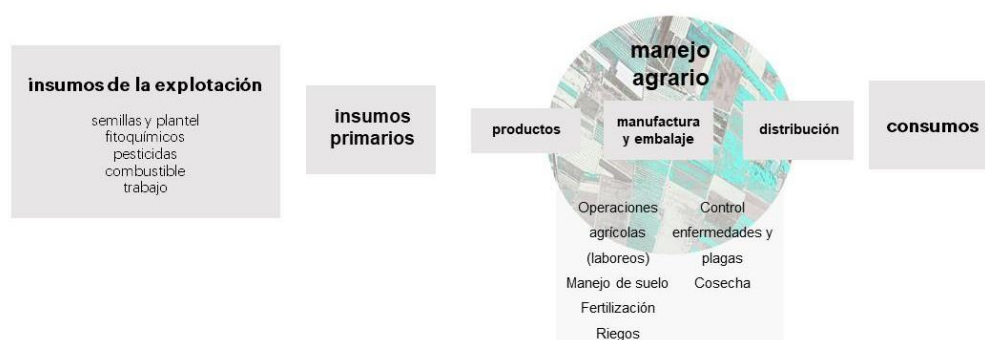 insumos de la explotación
semillas y plantel
fitoquímicos
pesticidas
combustible
trabajo
insumos
primarios
manejo
agrario
productos
manufactura
y embalaje
distribución
Operaciones
agrícolas
(laboreos)
Manejo de suelo
Fertilización
Riegos
Control
enfermedades y
plagas
Cosecha
consumos